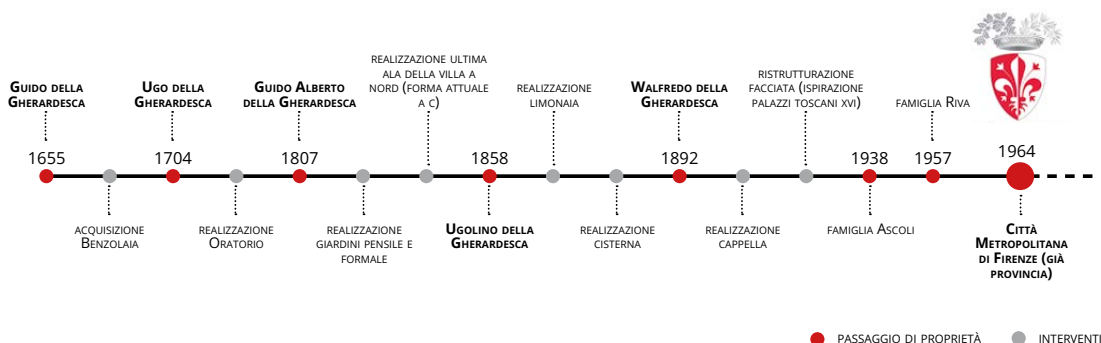 GUIDO DELLA
GHERARDESCA
1655
ACQUISIZIONE
BENZOLAIA
UGO DELLA
GHERARDESCA
1704
REALIZZAZIONE
ORATORIO
GUIDO ALBERTO
DELLA GHERARDESCA
1807
REALIZZAZIONE
GIARDINI PENSILE E
FORMALE
REALIZZAZIONE ULTIMA
ALA DELLA VILLA A
NORD (FORMA ATTUALE
A C)
1858
UGOLINO DELLA
GHERARDESCA
REALIZZAZIONE
LIMONAIA
REALIZZAZIONE
CISTERNA
WALFREDO DELLA
GHERARDESCA
1892
REALIZZAZIONE
CAPPELLA
RISTRUTTURAZIONE
FACCIATA (ISPIRAZIONE
PALAZZI TOSCANI XVI)
1938
FAMIGLIA ASCOLI
FAMIGLIA RIVA
1957
1964
CITTÀ
METROPOLITANA
DI FIRENZE (GIÀ
PROVINCIA)
PASSAGGIO DI PROPRIETÀ
INTERVENTI